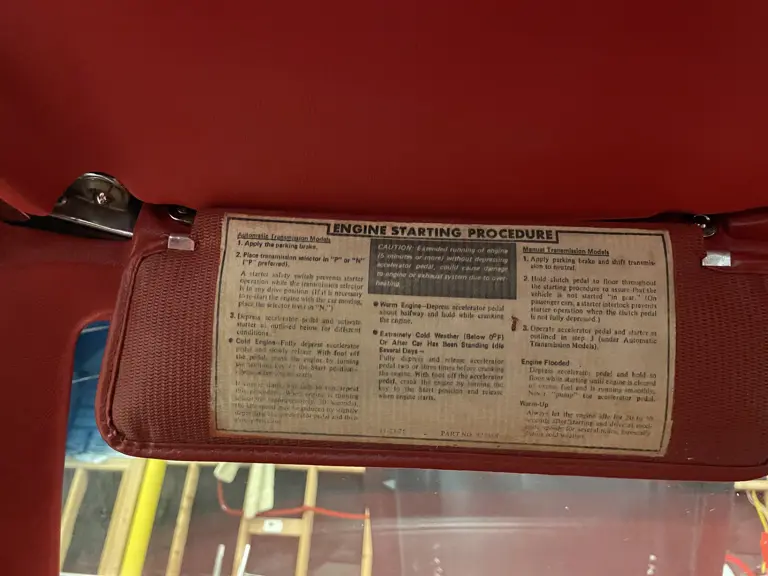 ENGINE STARTING PROCEDURE
Automatic Transmission Models
1. Apply the parking brake.
2. Place transmission selector in "P" or "N"
("P" preferred).
A starter safety switch prevents starter
operation while the transmission selector
is in any drive position. (If it is necessary
to re-start the engine with the car moving,
place the selector lever in "N".)
3. Depress accelerator pedal and activate
starter as outlined below for different
conditions.
● Cold Engine—Fully depress accelerator
pedal and slowly release. With foot off
the pedal, crank the engine by turning
the Start position
CAUTION: Extended running of engine
(5 minutes or more) without depressing
accelerator pedal, could cause damage
to engine or exhaust system due to over-
heating.
● Warm Engine—Depress accelerator pedal
about halfway and hold while cranking
the engine.
● Extremely Cold Weather (Below 0°F)
Or After Car Has Been Standing Idle
Several Days—
Fully depress and release accelerator
pedal two or three times before cranking
the engine. With foot off the accelerator
pedal, crank the engine by turning the
key to the Start position and release
when engine starts.
PART NO.
Manual Transmission Models
1. Apply parking brake and shift transmis-
sion to neutral.
2. Hold clutch pedal to floor throughout
the starting procedure to assure that the
vehicle is not started "in gear." (On
passenger cars, a starter interlock prevents
starter operation when the clutch pedal
is not fully depressed.)
3. Operate accelerator pedal and starter as
outlined in step 3 (under Automatic
Transmission Models).
Engine Flooded
Depress accelerator pedal and hold to
floor while starting until engine is cleared
of excess fuel and is running smoothly.
Never "pump" the accelerator pedal.
Warm-Up
Always let the engine idle for 20 to 30
seconds after starting and drive at mod-
erate speeds for several miles, especially
during cold weather.